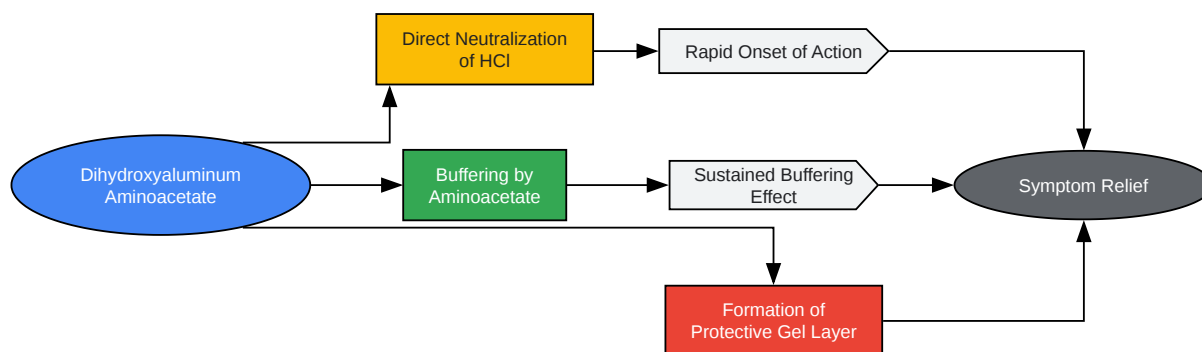 Direct Neutralization
of HCl
Rapid Onset of Action
Dihydroxyaluminum
Aminoacetate
Buffering by
Aminoacetate
Sustained Buffering
Effect
Symptom Relief
Formation of
Protective Gel Layer